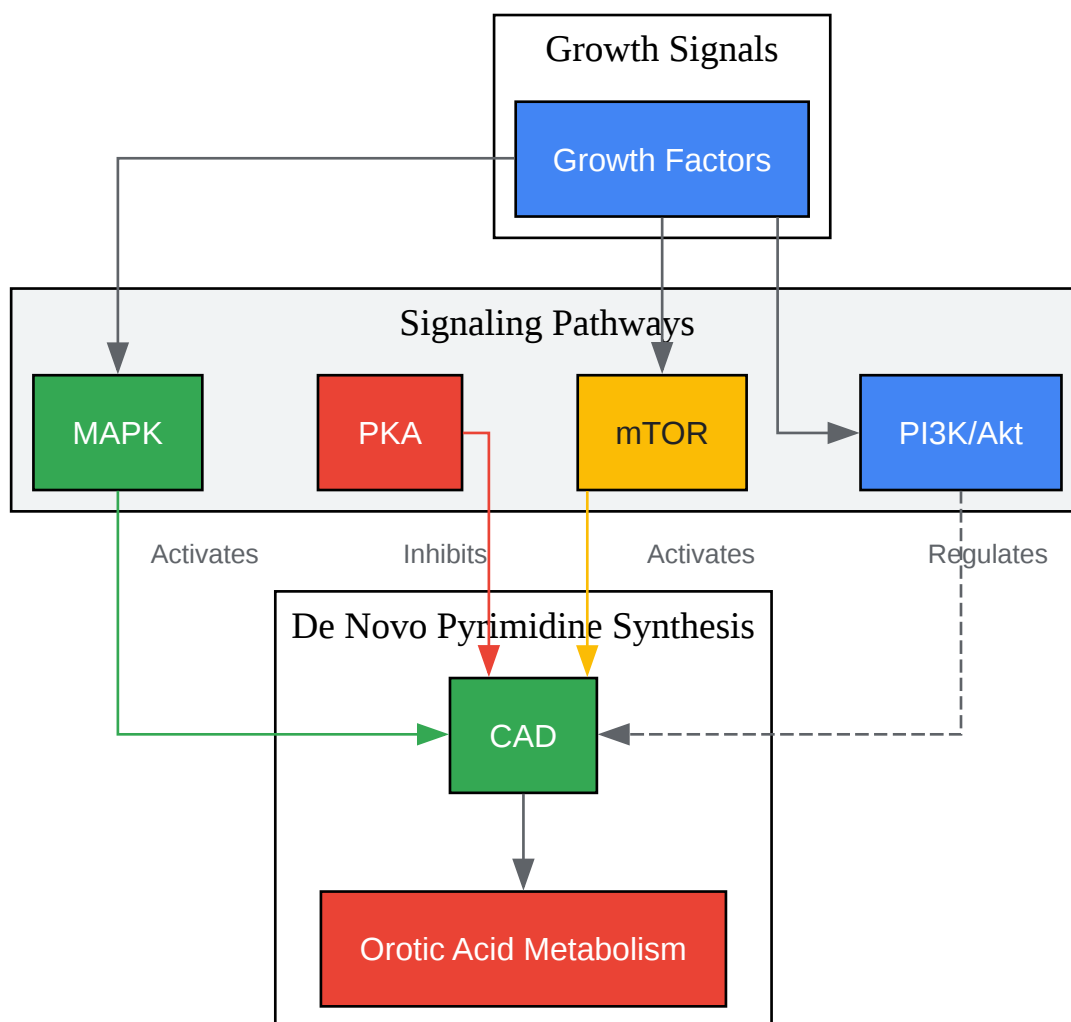 Growth Signals
Growth Factors
Signaling Pathways
MAPK
PKA
mTOR
PI3K/Akt
Activates
Inhibits
Activates
Regulates
De Novo Pyrimidine Synthesis
CAD
Orotic Acid Metabolism